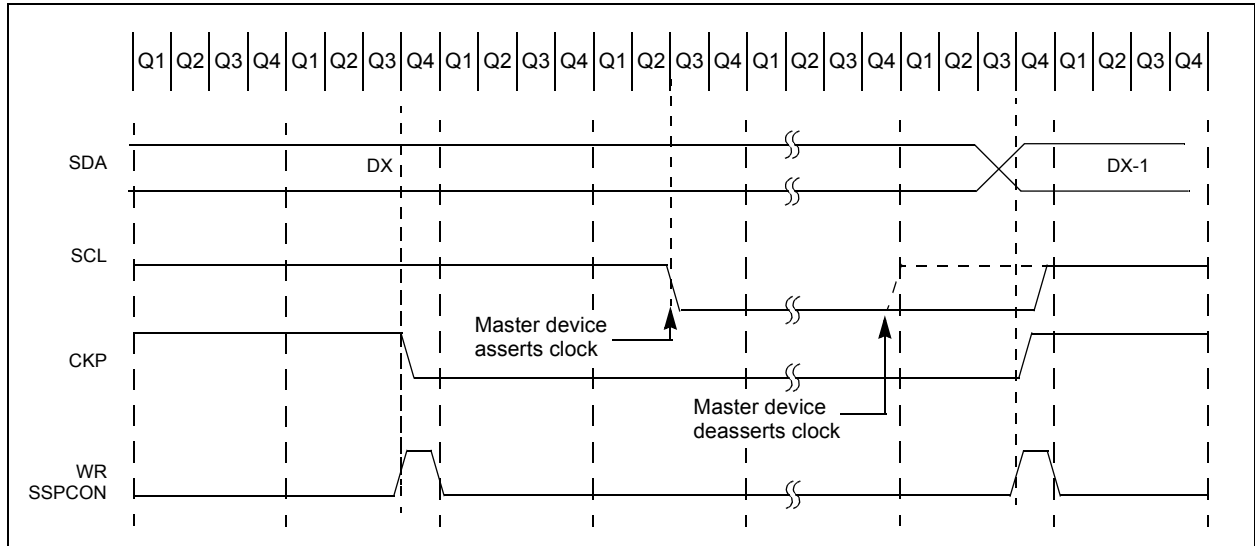 Q1 Q2 Q3 Q4 Q1 Q2 Q3 Q4 Q1 Q2 Q3 Q4 Q1 Q2 Q3 Q4 Q1 Q2 Q3 Q4 Q1 Q2 Q3 Q4 Q1 Q2 Q3 Q4
SDA
DX
DX-1
SCL
Master device
asserts clock
CKP
Master device
deasserts clock
WR
SSPCON